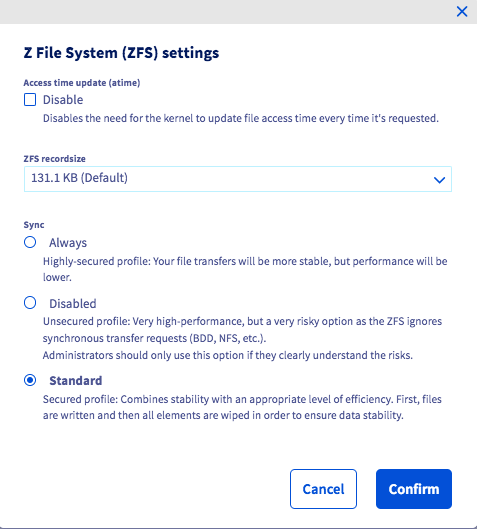 Z File System (ZFS) settings
Access time update (atime)
Disable
Disables the need for the kernel to update file access time every time it's requested.
ZFS recordsize
131.1 KB (Default)
Sync
Always
Highly-secured profile: Your file transfers will be more stable, but performance will be
lower.
Disabled
Unsecured profile: Very high-performance, but a very risky option as the ZFS ignores
synchronous transfer requests (BDD, NFS, etc.).
Administrators should only use this option if they clearly understand the risks.
Standard
Secured profile: Combines stability with an appropriate level of efficiency. First, files
are written and then all elements are wiped in order to ensure data stability.
Cancel
Confirm